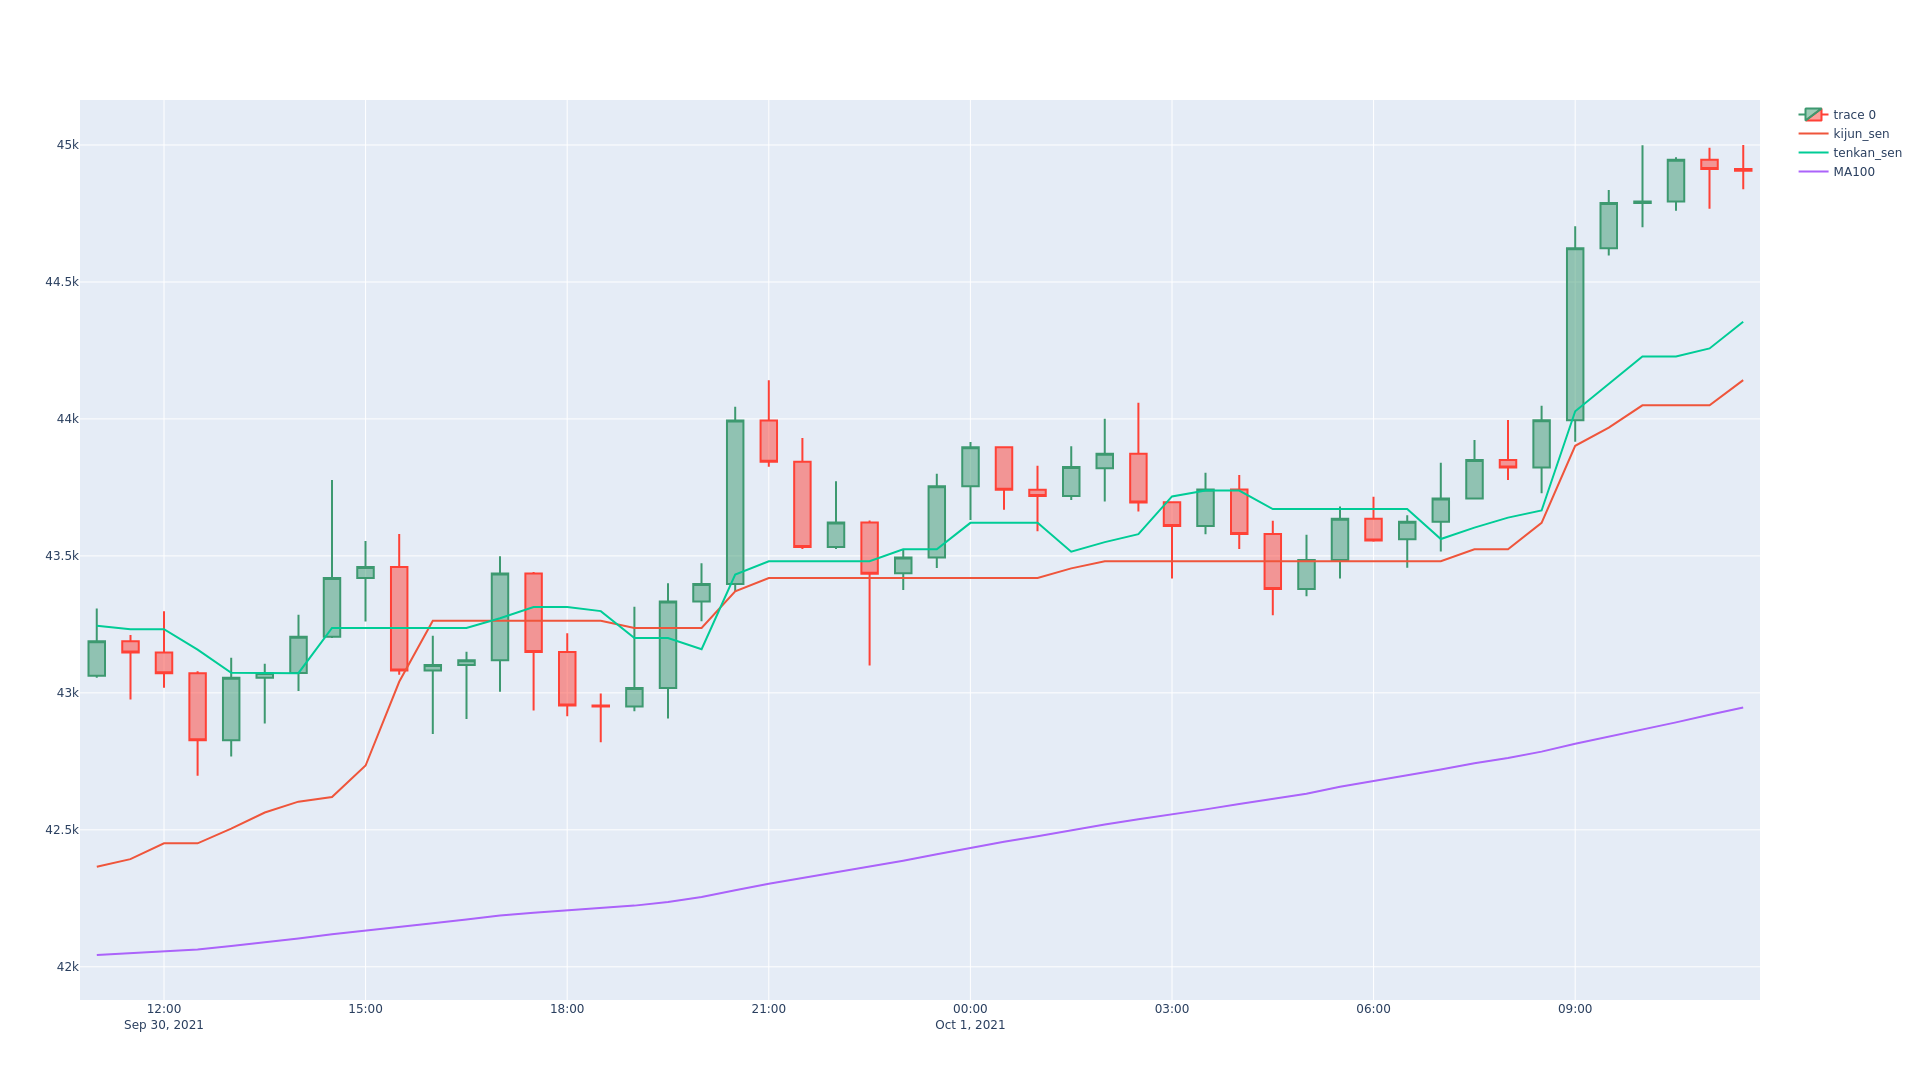 trace 0
kijun_sen
tenkan_sen
MA100
45k
44.5k
44k
43.5k
43k
42.5k
42k
12:00 15:00 18:00 21:00 00:00 03:00 06:00 09:00
Sep 30, 2021 Oct 1, 2021